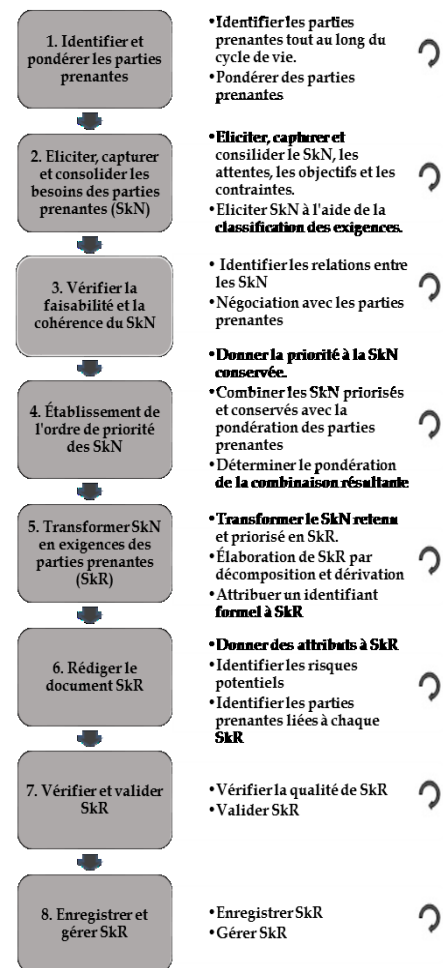 1. Identifier et
pondérer les parties
prenantes
•Identifier les parties
prenantes tout au long du
cycle de vie.
•Pondérer des parties
prenantes
2. Eliciter, capturer
et consolider les
besoins des parties
prenantes (SkN)
•Eliciter, capturer et
consilider le SkN, les
attentes, les objectifs et les
contraintes.
•Eliciter SkN à l'aide de la
classification des exigences.
3. Vérifier la
faisabilité et la
cohérence du SkN
• Identifier les relations entre
les SkN
•Négociation avec les parties
prenantes
4. Établissement de
l'ordre de priorité
des SkN
•Donner la priorité à la SkN
conservée.
•Combiner les SkN priorisés
et conservés avec la
pondération des parties
prenantes
•Déterminer le pondération
de la combinaison résultante
5. Transformer SkN
en exigences des
parties prenantes
(SkR)
•Transformer le SkN retenu
et priorisé en SkR.
•Élaboration de SkR par
décomposition et dérivation
•Attribuer un identifiant
formel à SkR
6. Rédiger le
document SkR
•Donner des attributs à SkR
•Identifier les risques
potentiels
•Identifier les parties
prenantes liées à chaque
SkR
7. Vérifier et valider
SkR
•Vérifier la qualité de SkR
•Valider SkR
8. Enregistrer et
gérer SkR
•Enregistrer SkR
•Gérer SkR